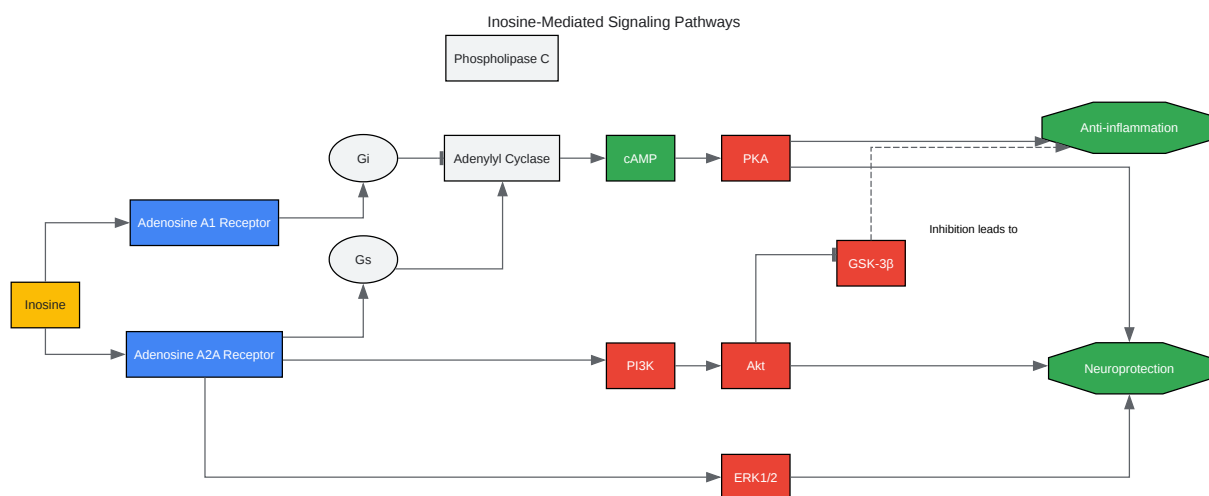 Inosine-Mediated Signaling Pathways
Phospholipase C
Anti-inflammation
Gi
Adenylyl Cyclase
cAMP
PKA
Adenosine A1 Receptor
Inhibition leads to
Gs
GSK-3β
Inosine
Adenosine A2A Receptor
PI3K
Akt
Neuroprotection
ERK1/2